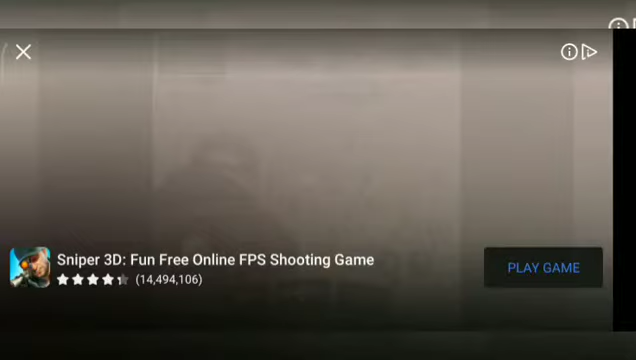 Sniper 3D: Fun Free Online FPS Shooting Game
(14,494,106)
PLAY GAME